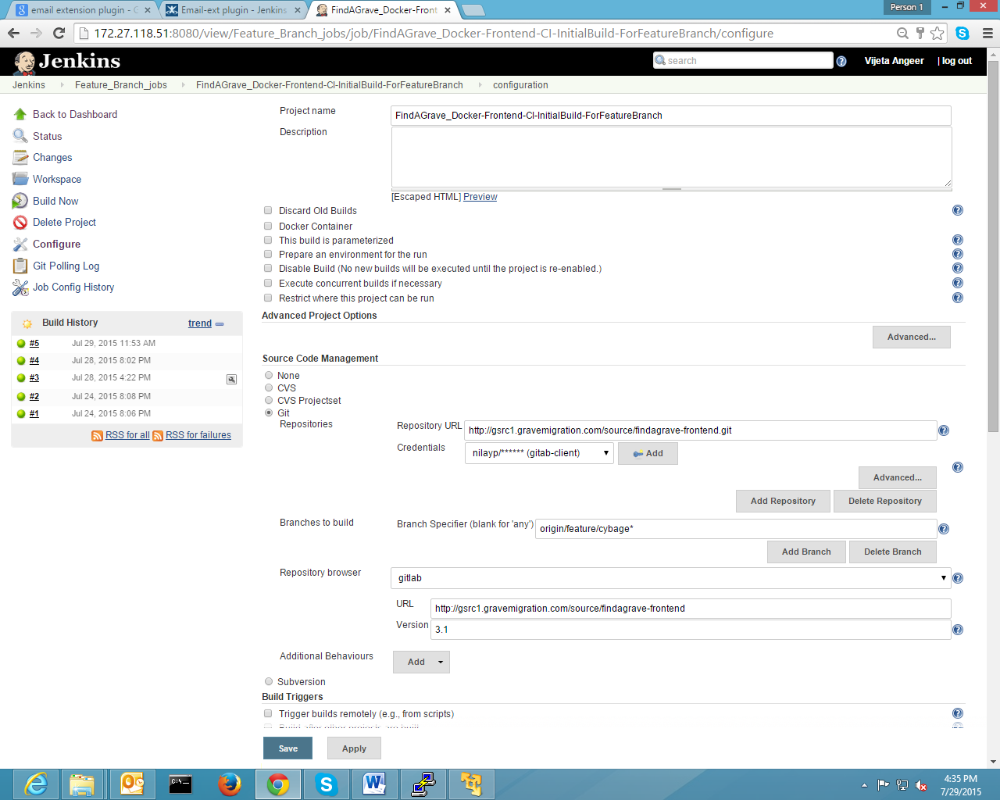 email extension plugin - G
Email-ext plugin - Jenkins
FindAGrave_Docker-Front
Person 1
172.27.118.51:8080/view/Feature_Branch_jobs/job/FindAGrave_Docker-Frontend-CI-InitialBuild-ForFeatureBranch/configure
Jenkins
search
Vijeta Angeer
| log out
Jenkins
Feature_Branch_jobs
FindAGrave_Docker-Frontend-CI-InitialBuild-ForFeatureBranch
configuration
Back to Dashboard
Status
Changes
Workspace
Build Now
Delete Project
Configure
Git Polling Log
Job Config History
Build History
trend
#5 Jul 29, 2015 11:53 AM
#4 Jul 28, 2015 8:02 PM
#3 Jul 28, 2015 4:22 PM
#2 Jul 24, 2015 8:08 PM
#1 Jul 24, 2015 8:06 PM
RSS for all RSS for failures
Project name
FindAGrave_Docker-Frontend-CI-InitialBuild-ForFeatureBranch
Description
[Escaped HTML] Preview
Discard Old Builds
Docker Container
This build is parameterized
Prepare an environment for the run
Disable Build (No new builds will be executed until the project is re-enabled.)
Execute concurrent builds if necessary
Restrict where this project can be run
Advanced Project Options
Advanced...
Source Code Management
None
CVS
CVS Projectset
Git
Repositories
Repository URL http://gsrc1.gravemigration.com/source/findagrave-frontend.git
Credentials nilayp/****** (gitab-client) Add
Advanced...
Add Repository Delete Repository
Branches to build
Branch Specifier (blank for 'any') origin/feature/cybage*
Add Branch Delete Branch
Repository browser gitlab
URL http://gsrc1.gravemigration.com/source/findagrave-frontend
Version 3.1
Additional Behaviours Add
Subversion
Build Triggers
Trigger builds remotely (e.g., from scripts)
Build after other projects are built
Save Apply
4:35 PM
7/29/2015